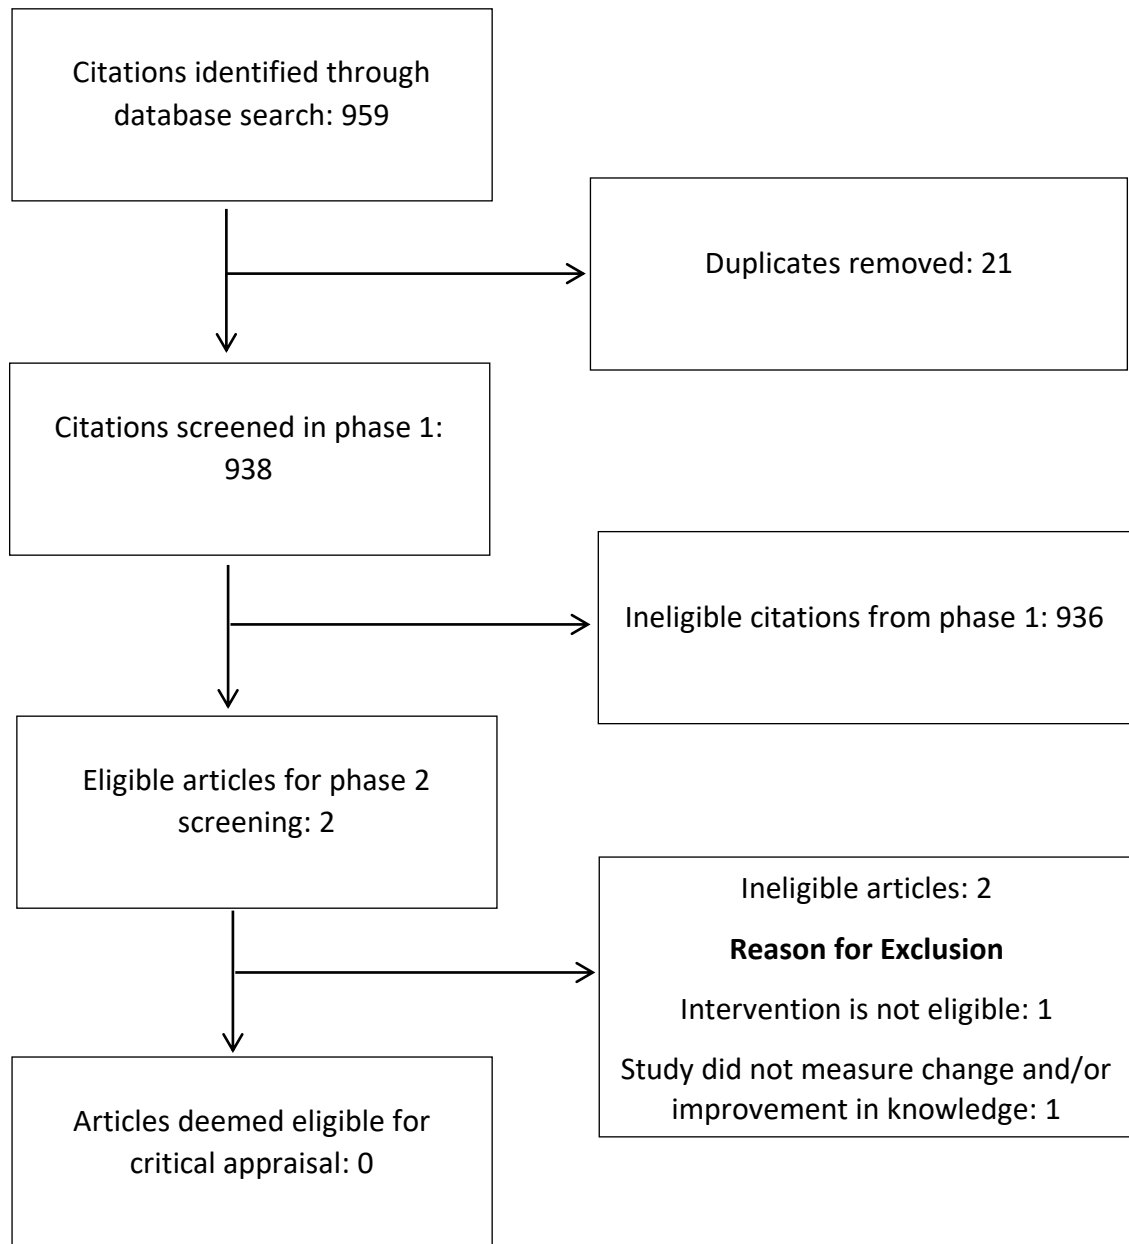 Citations identified through
database search: 959
Duplicates removed: 21
Citations screened in phase 1:
938
Ineligible citations from phase 1: 936
Eligible articles for phase 2
screening: 2
Ineligible articles: 2
Reason for Exclusion
Intervention is not eligible: 1
Study did not measure change and/or
improvement in knowledge: 1
Articles deemed eligible for
critical appraisal: 0